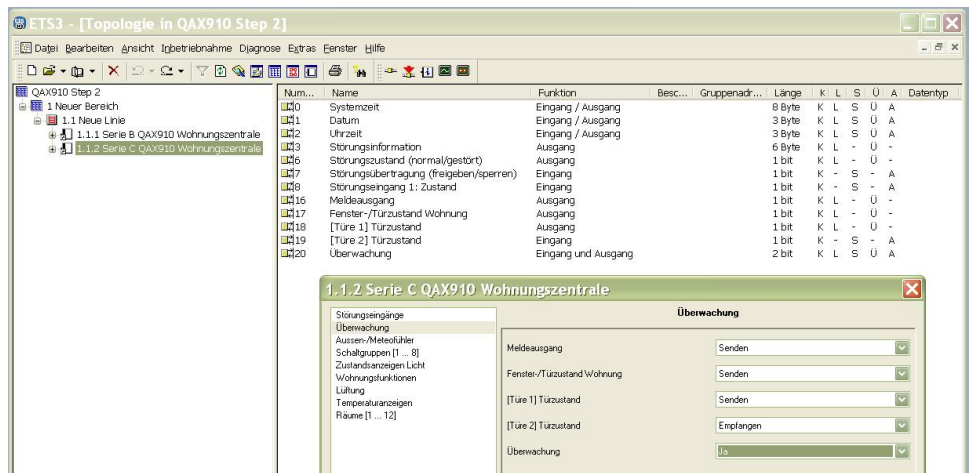 ETS3 - [Topologie in QAX910 Step 2]
Datei Bearbeiten Ansicht Inbetriebnahme Diagnose Extras Fenster Hilfe
QAX910 Step 2
1 Neuer Bereich
1.1 Neue Linie
1.1.1 Serie B QAX910 Wohnungszentrale
1.1.2 Serie C QAX910 Wohnungszentrale
Num... Name Funktion Besc... Gruppenadr... Länge K L S Ü A Datentyp
0 Systemzeit Eingang / Ausgang 8 Byte K L S Ü A
1 Datum Eingang / Ausgang 3 Byte K L S Ü A
2 Uhrzeit Eingang / Ausgang 3 Byte K L S Ü A
3 Störungsinformation Ausgang 6 Byte K L - Ü -
6 Störungszustand (normal/gestört) Ausgang 1 bit K L - Ü -
7 Störungsübertragung (freigeben/sperren) Eingang 1 bit K - S - A
8 Störungseingang 1: Zustand Eingang 1 bit K - S - A
16 Meldeausgang Ausgang 1 bit K L - Ü -
17 Fenster-/Türzustand Wohnung Ausgang 1 bit K L - Ü -
18 [Türe 1] Türzustand Ausgang 1 bit K L - Ü -
19 [Türe 2] Türzustand Eingang 1 bit K - S - A
20 Überwachung Eingang und Ausgang 2 bit K L S Ü A
1.1.2 Serie C QAX910 Wohnungszentrale
Störungseingänge
Überwachung
Aussen-/Meteofühler
Schaltgruppen [1 ... 8]
Zustandsanzeigen Licht
Wohnungsfunktionen
Lüftung
Temperaturanzeigen
Räume [1 ... 12]
Überwachung
Meldeausgang Senden
Fenster-/Türzustand Wohnung Senden
[Türe 1] Türzustand Senden
[Türe 2] Türzustand Empfangen
Überwachung Ja